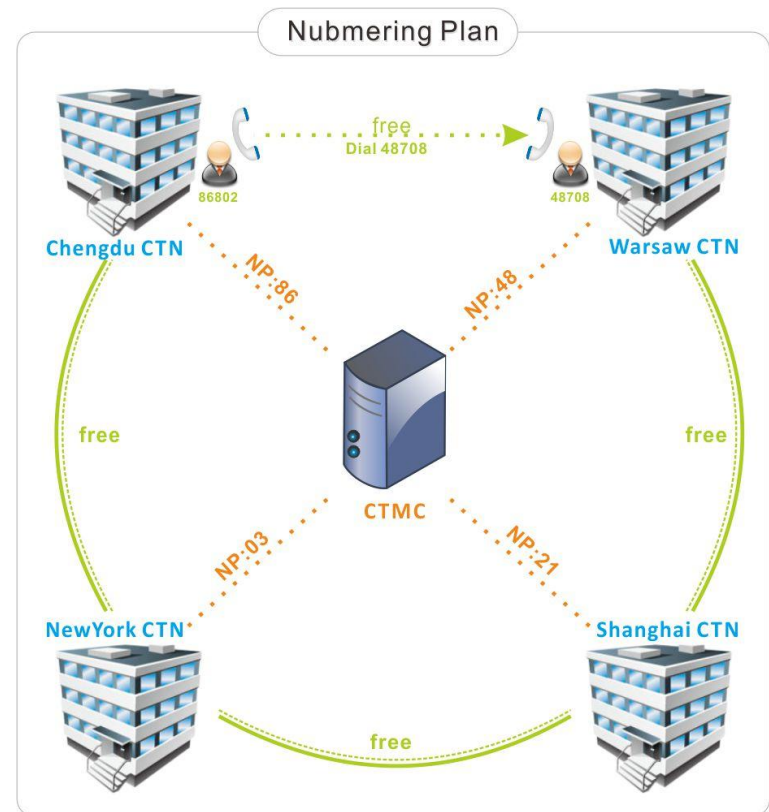 Nubmering Plan
free
Dial 48708
86802
48708
Chengdu CTN
Warsaw CTN
NP:86
NP:48
free
free
CTMC
NP:03
NP:21
NewYork CTN
Shanghai CTN
free